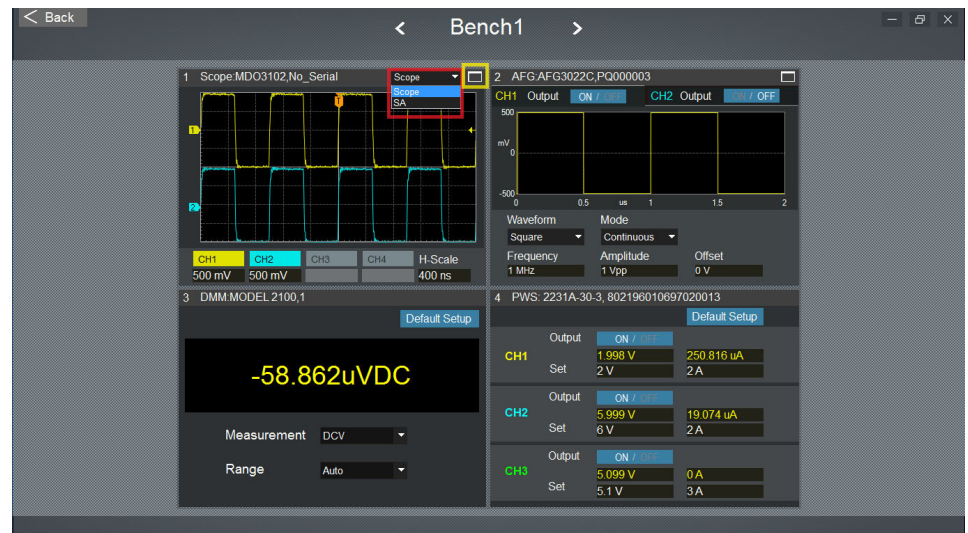 < Back
< Bench1 >
1 Scope:MDO3102,No_Serial Scope
Scope
SA
T
1
2
CH1 CH2 CH3 CH4 H-Scale
500 mV 500 mV 400 ns
2 AFG:AFG3022C,PQ000003
CH1 Output ON / OFF CH2 Output ON / OFF
500
mV
0
-500
0 0.5 us 1 1.5 2
Waveform Mode
Square Continuous
Frequency Amplitude Offset
1 MHz 1 Vpp 0 V
3 DMM:MODEL 2100,1
Default Setup
-58.862uVDC
Measurement DCV
Range Auto
4 PWS: 2231A-30-3, 802196010697020013
Default Setup
Output ON / OFF
CH1 1.998 V 250.816 uA
Set 2 V 2 A
Output ON / OFF
CH2 5.999 V 19.074 uA
Set 6 V 2 A
Output ON / OFF
CH3 5.099 V 0 A
Set 5.1 V 3 A